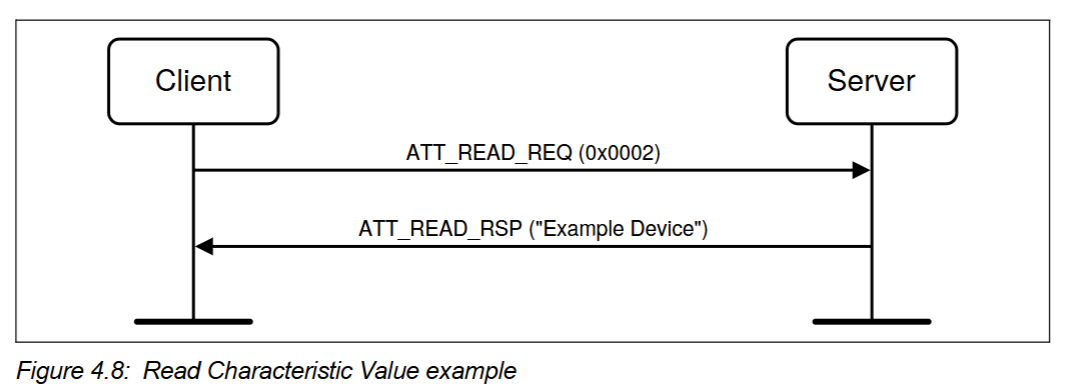 Client
Server
ATT_READ_REQ (0x0002)
ATT_READ_RSP ("Example Device")
Figure 4.8: Read Characteristic Value example